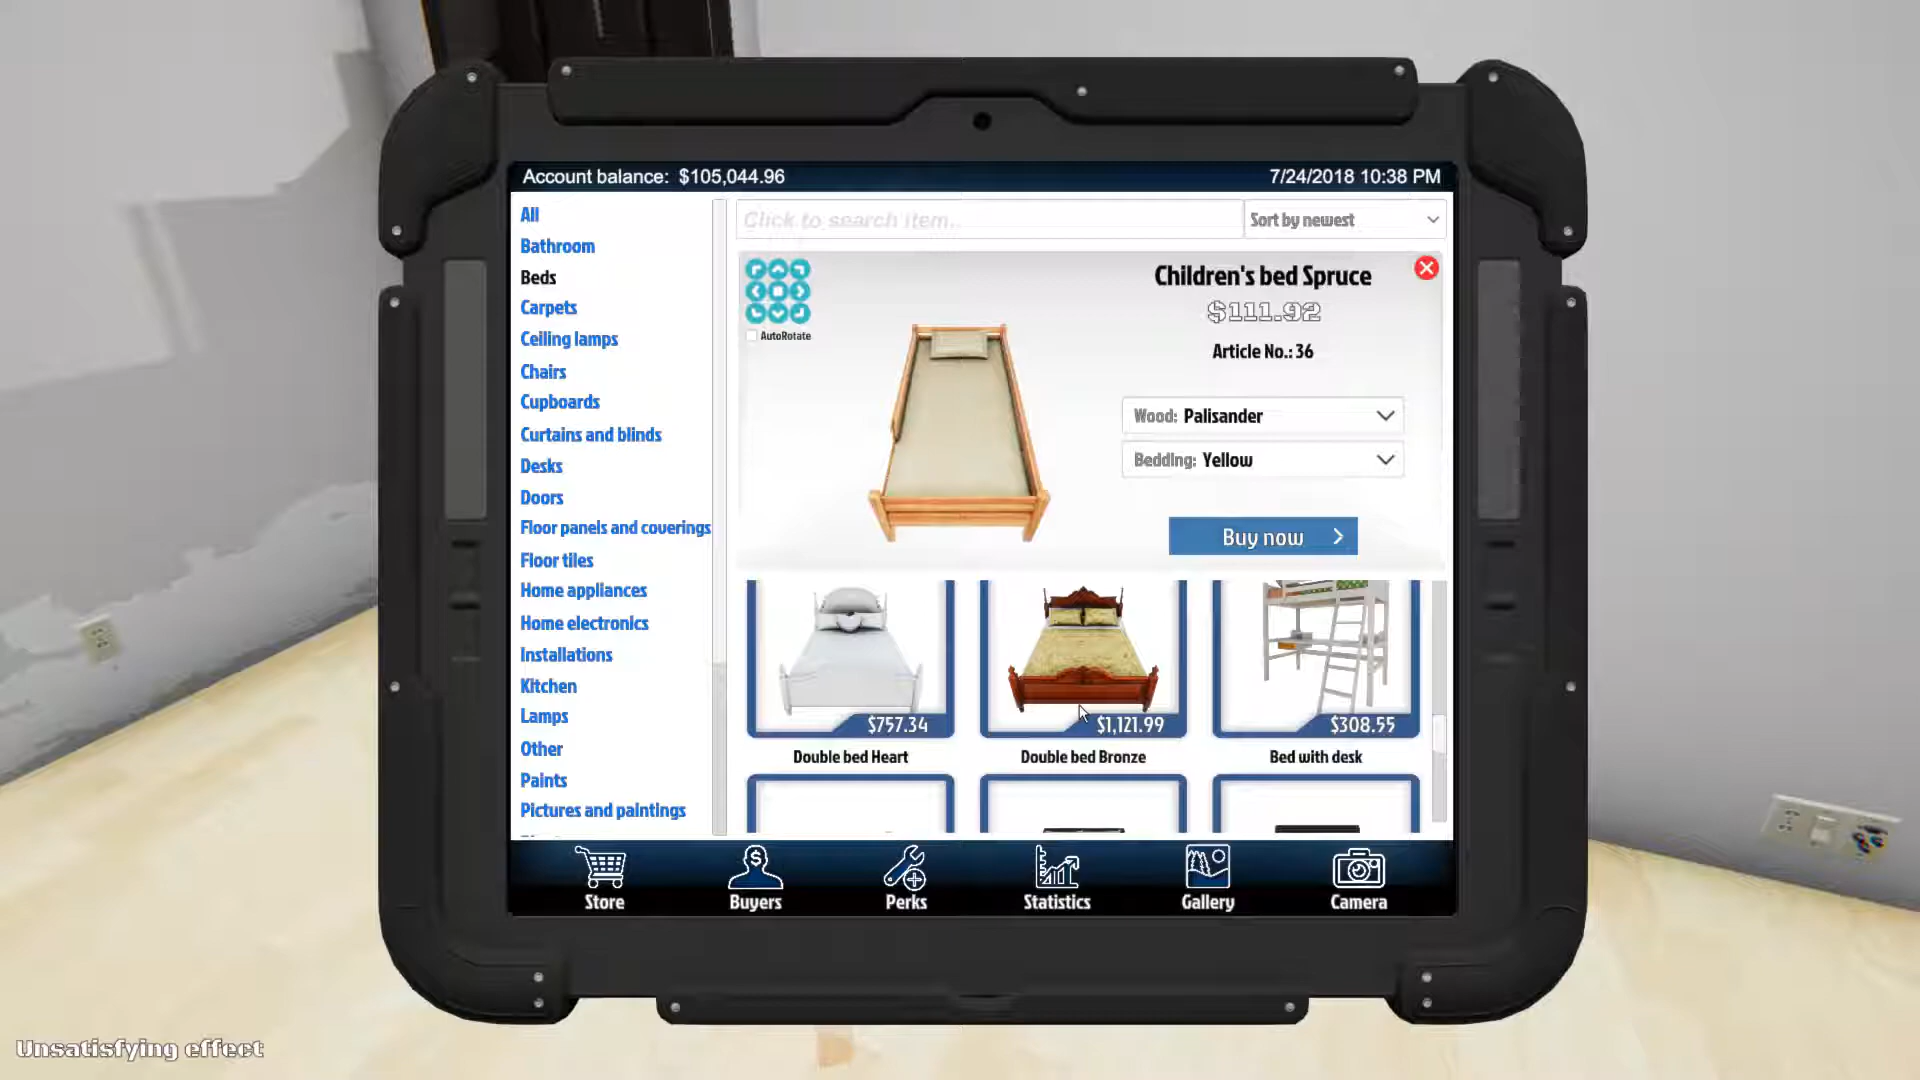 Account balance: $105,044.96
7/24/2018 10:38 PM
All
Bathroom
Beds
Carpets
Ceiling lamps
Chairs
Cupboards
Curtains and blinds
Desks
Doors
Floor panels and coverings
Floor tiles
Home appliances
Home electronics
Installations
Kitchen
Lamps
Other
Paints
Pictures and paintings
Click to search item..
Sort by newest
AutoRotate
Children's bed Spruce
$111.92
Article No.: 36
Wood: Palisander
Bedding: Yellow
Buy now
$757.34
$1,121.99
$308.55
Double bed Heart
Double bed Bronze
Bed with desk
Store
Buyers
Perks
Statistics
Gallery
Camera
Unsatisfying effect